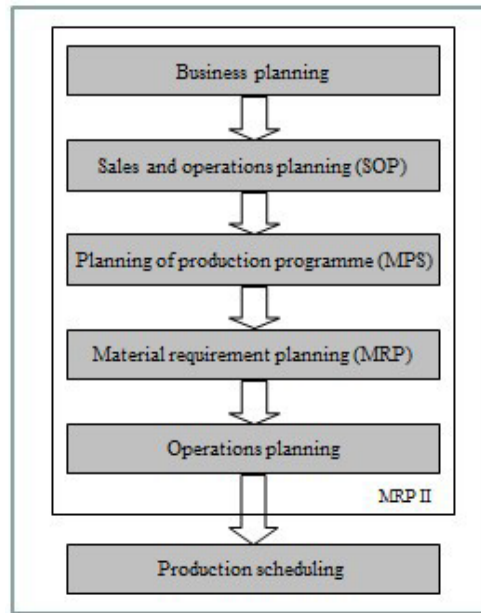 Business planning
Sales and operations planning (SOP)
Planning of production programme (MPS)
Material requirement planning (MRP)
Operations planning
MRP II
Production scheduling